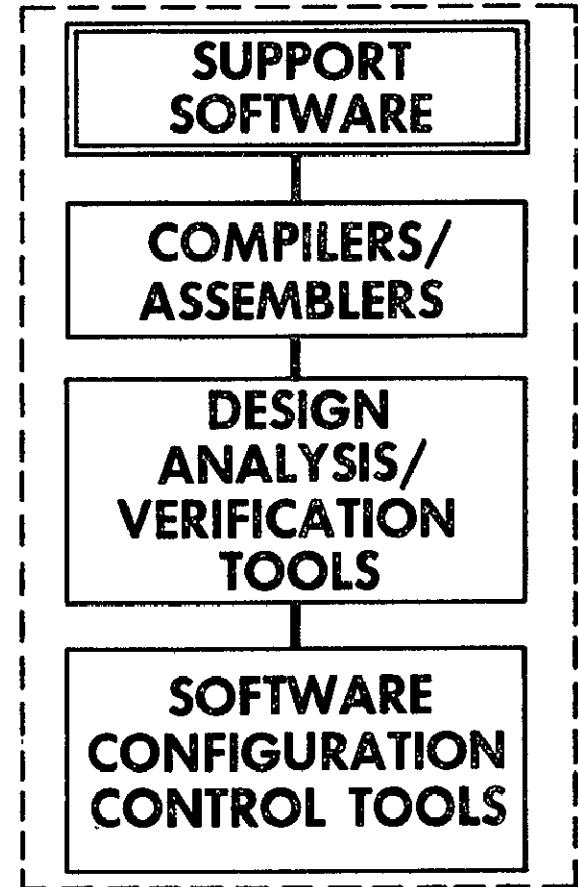 SUPPORT
SOFTWARE
COMPILERS/
ASSEMBLERS
DESIGN
ANALYSIS/
VERIFICATION
TOOLS
SOFTWARE
CONFIGURATION
CONTROL TOOLS